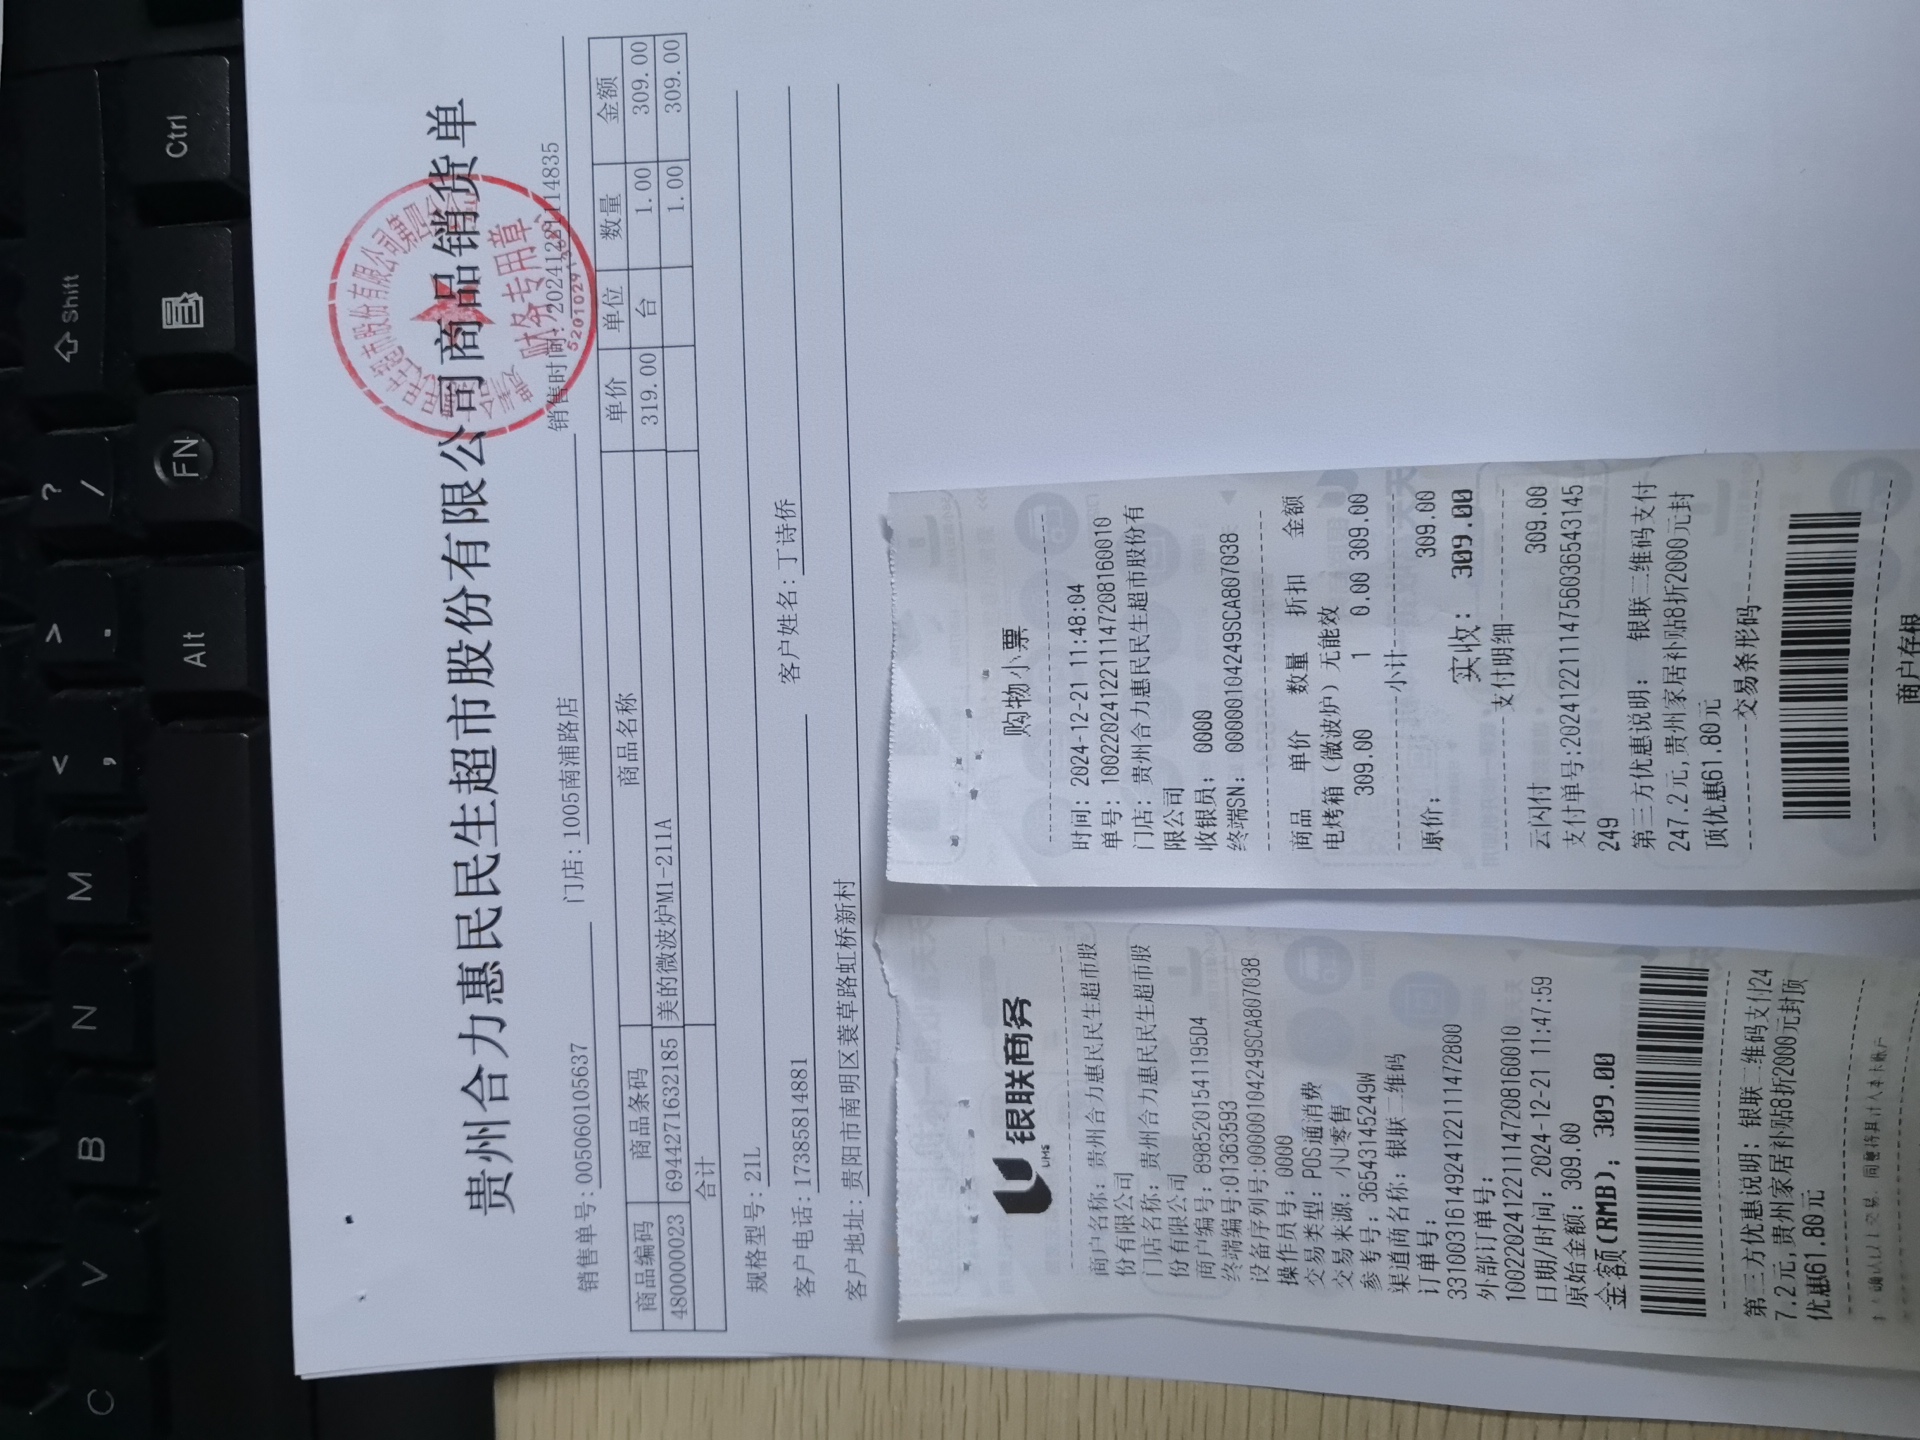 贵州合力惠民民生超市股份有限公司商品销货单
销售单号:005060105637 门店:1005南浦路店 销售时间:20241221114835
商品编码 商品条码 商品名称 单价 单位 数量 金额
480000023 6944271632185 美的微波炉M1-211A 319.00 台 1.00 309.00
合计 1.00 309.00
规格型号:21L
客户电话:17385814881 客户姓名:丁诗侨
客户地址:贵阳市南明区蓑草路虹桥新村
财务专用章
银联商务
UMS
商户名称: 贵州合力惠民民生超市股
份有限公司
门店名称: 贵州合力惠民民生超市股
份有限公司
商户编号: 8985201541195D4
终端编号:01363593
设备序列号:00000104249SCA807038
操作员号: 0000
交易类型: POS通消费
交易来源: 小U零售
参考号: 36543145249W
渠道商名称: 银联二维码
订单号:
33100316149241221114728​00
外部订单号:
10022024122111472081600​10
日期/时间: 2024-12-21 11:47:59
原始金额: 309.00
金额(RMB): 309.00
第三方优惠说明: 银联二维码支付24
7.2元,贵州家居补贴8折2000元封顶
优惠61.80元
购物小票
时间: 2024-12-21 11:48:04
单号: 1002202412211147208160010
门店: 贵州合力惠民民生超市股份有
限公司
收银员: 0000
终端SN: 00000104249SCA807038
商品 单价 数量 折扣 金额
电烤箱（微波炉）无能效
309.00 1 0.00 309.00
小计
原价: 309.00
实收: 309.00
支付明细
云闪付 309.00
支付单号:20241221114756036543145
249
第三方优惠说明: 银联二维码支付
247.2元,贵州家居补贴8折2000元封
顶优惠61.80元
交易条形码
商户存根
Ctrl
Shift
FN
Alt
?
/
>
.
<
,
M
N
B
V
C